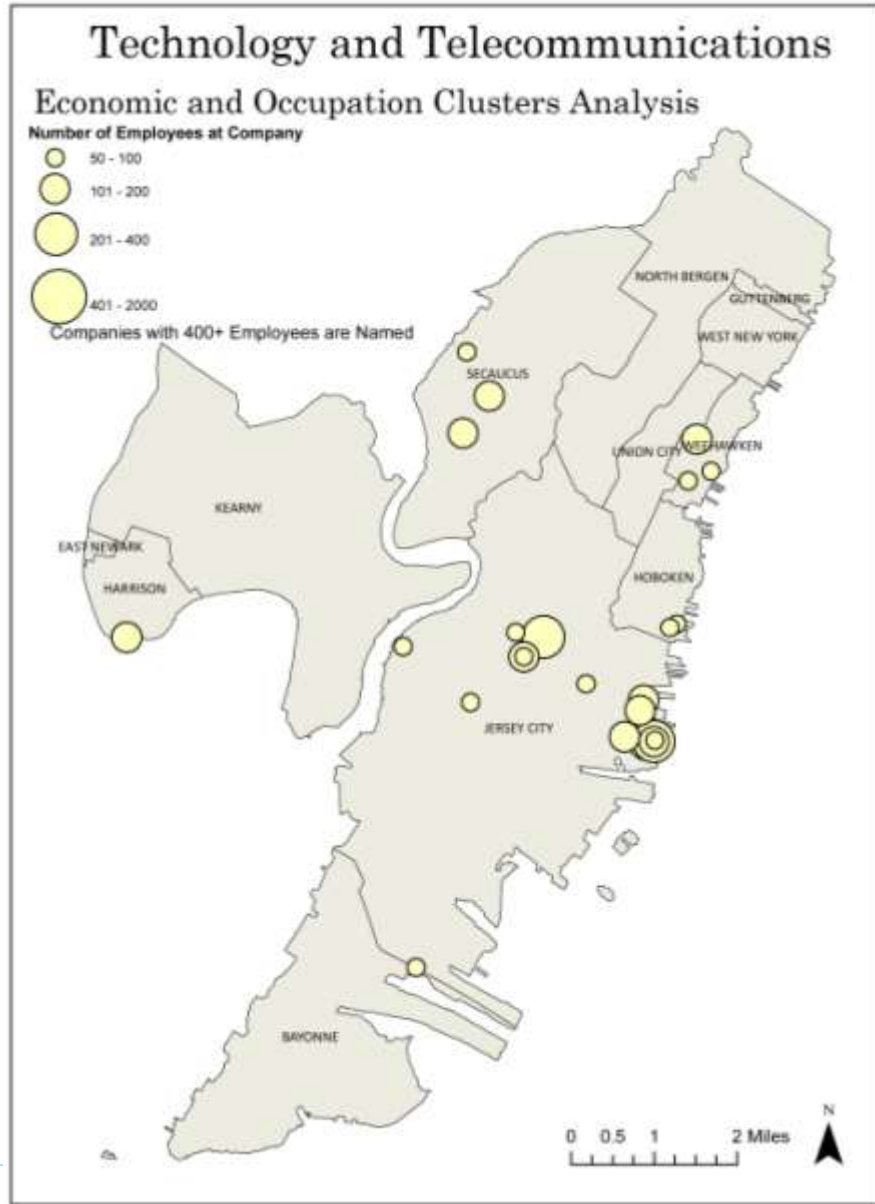 Technology and Telecommunications
Economic and Occupation Clusters Analysis
Number of Employees at Company
50 - 100
101 - 200
201 - 400
401 - 2000
Companies with 400+ Employees are Named
NORTH BERGEN
GUTTENBERG
WEST NEW YORK
SECAUCUS
UNION CITY
WEEHAWKEN
KEARNY
EAST NEWARK
HARRISON
HOBOKEN
JERSEY CITY
BAYONNE
N
0 0.5 1 2 Miles